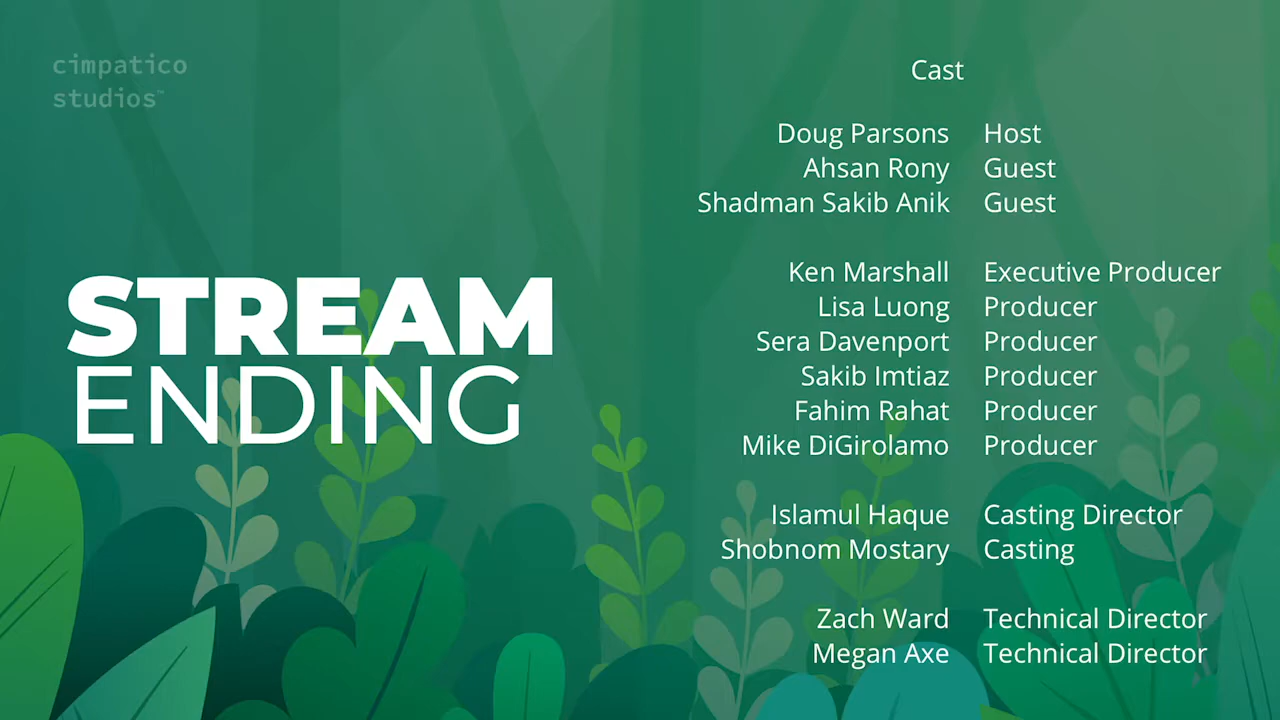 cimpatico
studios™
STREAM
ENDING
Cast
Doug Parsons Host
Ahsan Rony Guest
Shadman Sakib Anik Guest
Ken Marshall Executive Producer
Lisa Luong Producer
Sera Davenport Producer
Sakib Imtiaz Producer
Fahim Rahat Producer
Mike DiGirolamo Producer
Islamul Haque Casting Director
Shobnom Mostary Casting
Zach Ward Technical Director
Megan Axe Technical Director